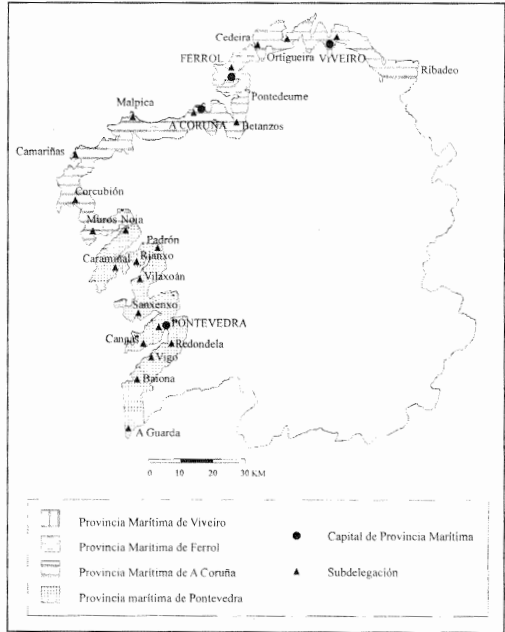 Cedeira
FERROL
Ortigueira
VIVEIRO
Ribadeo
Pontedeume
Malpica
A CORUÑA
Betanzos
Camariñas
Corcubión
Muros
Noia
Padrón
Rianxo
Caramiñal
Vilaxoán
Sanxenxo
PONTEVEDRA
Cangas
Redondela
Vigo
Baiona
A Guarda
0 10 20 30 KM
Provincia Marítima de Viveiro
Provincia Marítima de Ferrol
Provincia Marítima de A Coruña
Provincia marítima de Pontevedra
Capital de Provincia Marítima
Subdelegación